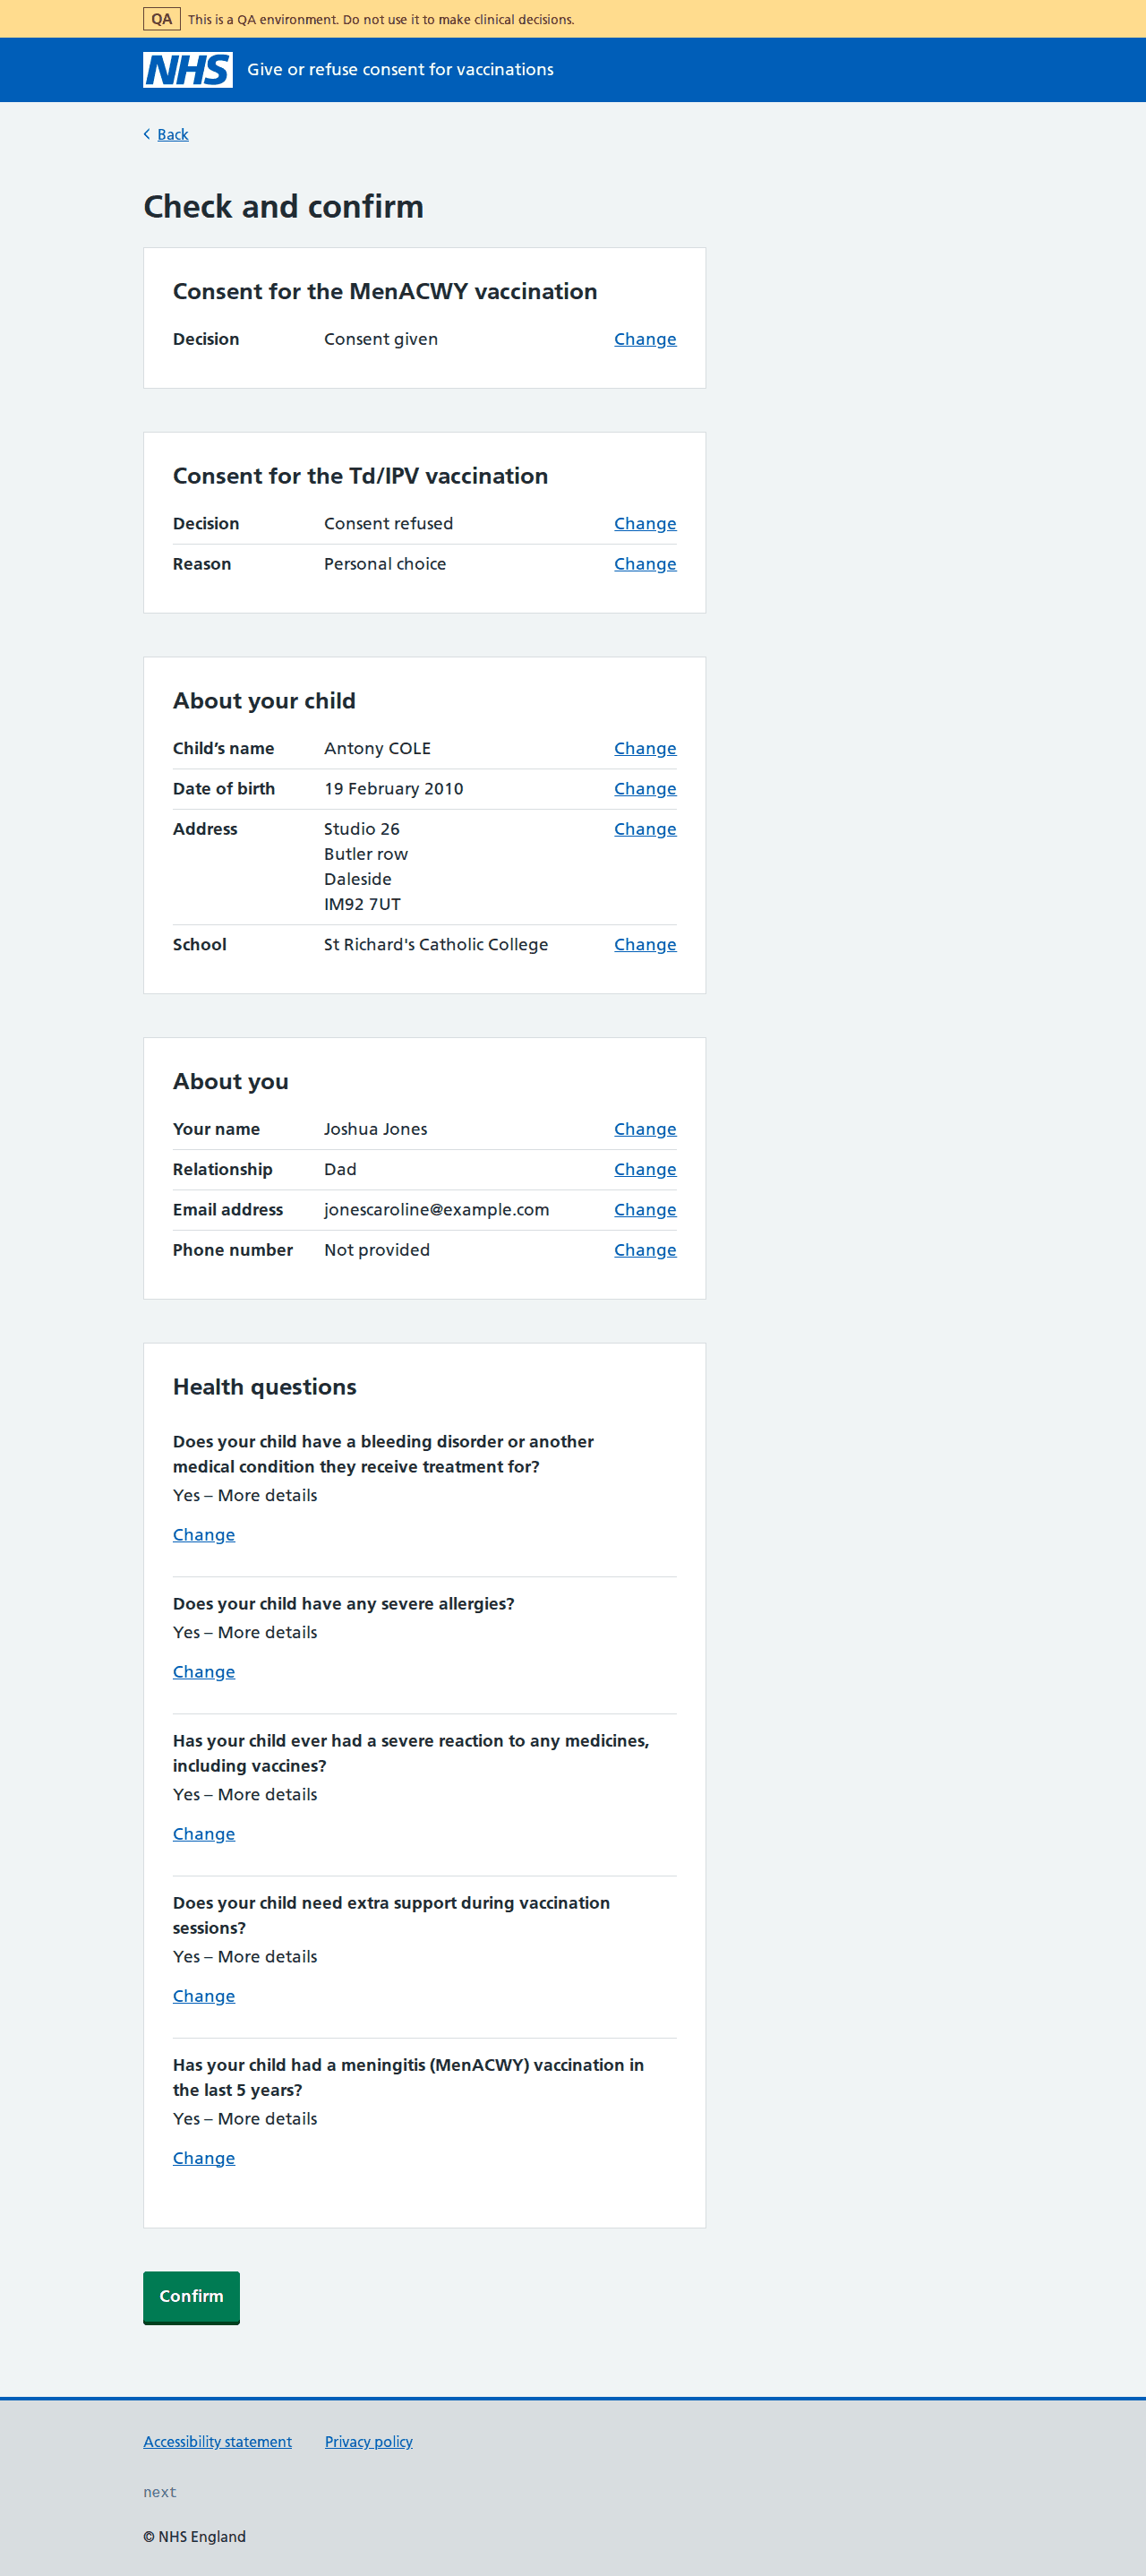 QA This is a QA environment. Do not use it to make clinical decisions.
NHS Give or refuse consent for vaccinations
Back
Check and confirm
Consent for the MenACWY vaccination
Decision Consent given Change
Consent for the Td/IPV vaccination
Decision Consent refused Change
Reason Personal choice Change
About your child
Child’s name Antony COLE Change
Date of birth 19 February 2010 Change
Address Studio 26 Change
Butler row
Daleside
IM92 7UT
School St Richard's Catholic College Change
About you
Your name Joshua Jones Change
Relationship Dad Change
Email address jonescaroline@example.com Change
Phone number Not provided Change
Health questions
Does your child have a bleeding disorder or another
medical condition they receive treatment for?
Yes – More details
Change
Does your child have any severe allergies?
Yes – More details
Change
Has your child ever had a severe reaction to any medicines,
including vaccines?
Yes – More details
Change
Does your child need extra support during vaccination
sessions?
Yes – More details
Change
Has your child had a meningitis (MenACWY) vaccination in
the last 5 years?
Yes – More details
Change
Confirm
Accessibility statement Privacy policy
next
© NHS England